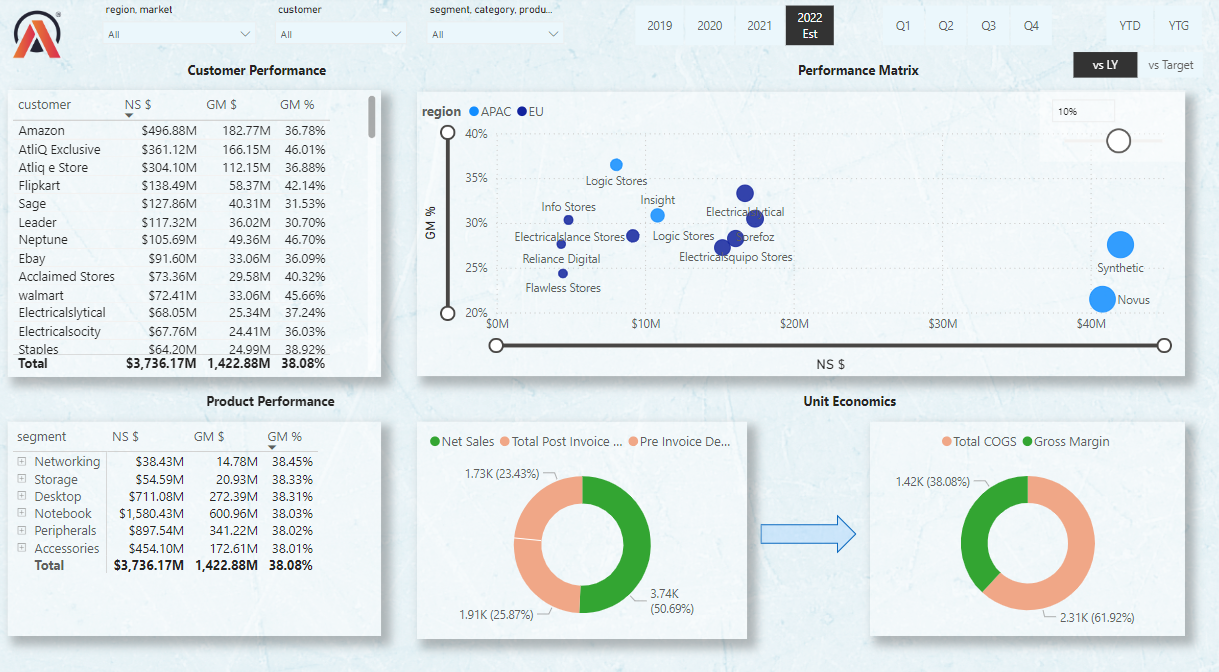 region, market
customer
segment, category, produ...
All
All
All
2019
2020
2021
2022
Est
Q1
Q2
Q3
Q4
YTD
YTG
vs LY
vs Target
Customer Performance
customer NS $ GM $ GM %
Amazon $496.88M 182.77M 36.78%
AtliQ Exclusive $361.12M 166.15M 46.01%
Atliq e Store $304.10M 112.15M 36.88%
Flipkart $138.49M 58.37M 42.14%
Sage $127.86M 40.31M 31.53%
Leader $117.32M 36.02M 30.70%
Neptune $105.69M 49.36M 46.70%
Ebay $91.60M 33.06M 36.09%
Acclaimed Stores $73.36M 29.58M 40.32%
walmart $72.41M 33.06M 45.66%
Electricalslytical $68.05M 25.34M 37.24%
Electricalsocity $67.76M 24.41M 36.03%
Staples $64.20M 24.99M 38.92%
Total $3,736.17M 1,422.88M 38.08%
Performance Matrix
region APAC EU
10%
GM %
40%
35%
30%
25%
20%
Logic Stores
Insight
Info Stores
Electricalslytical
Electricalslance Stores
Logic Stores
Sorefoz
Reliance Digital
Electricalsquipo Stores
Flawless Stores
Synthetic
Novus
$0M
$10M
$20M
$30M
$40M
NS $
Product Performance
segment NS $ GM $ GM %
Networking $38.43M 14.78M 38.45%
Storage $54.59M 20.93M 38.33%
Desktop $711.08M 272.39M 38.31%
Notebook $1,580.43M 600.96M 38.03%
Peripherals $897.54M 341.22M 38.02%
Accessories $454.10M 172.61M 38.01%
Total $3,736.17M 1,422.88M 38.08%
Unit Economics
Net Sales Total Post Invoice ... Pre Invoice De...
1.73K (23.43%)
3.74K
(50.69%)
1.91K (25.87%)
Total COGS Gross Margin
1.42K (38.08%)
2.31K (61.92%)